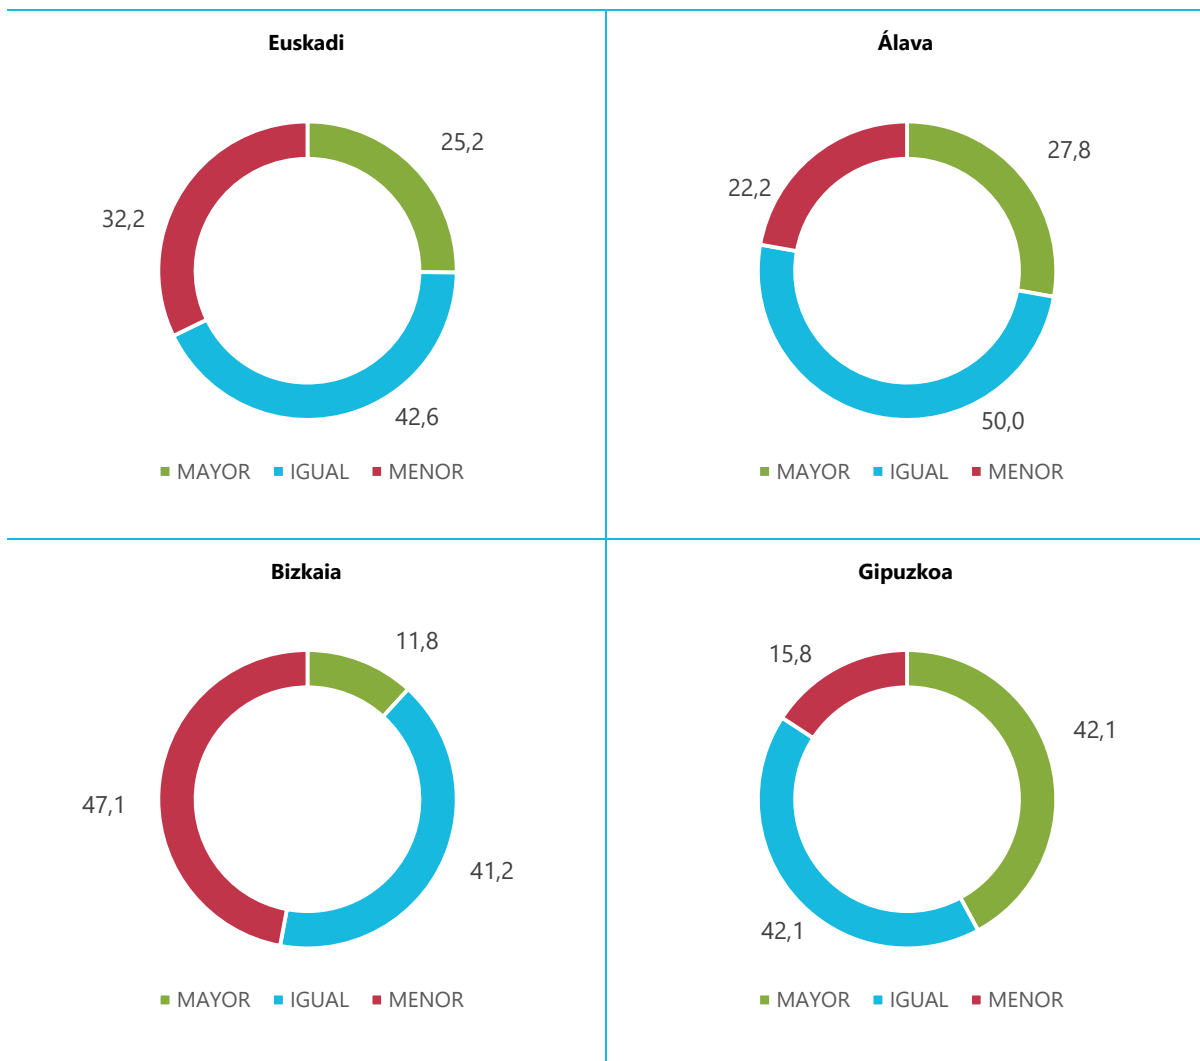 Euskadi
25,2
32,2
42,6
MAYOR IGUAL MENOR
Álava
27,8
22,2
50,0
MAYOR IGUAL MENOR
Bizkaia
11,8
47,1
41,2
MAYOR IGUAL MENOR
Gipuzkoa
15,8
42,1
42,1
MAYOR IGUAL MENOR